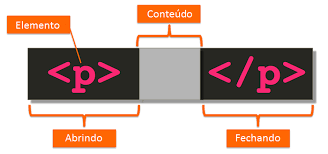 Conteúdo
Elemento
<p> </p>
Abrindo Fechando